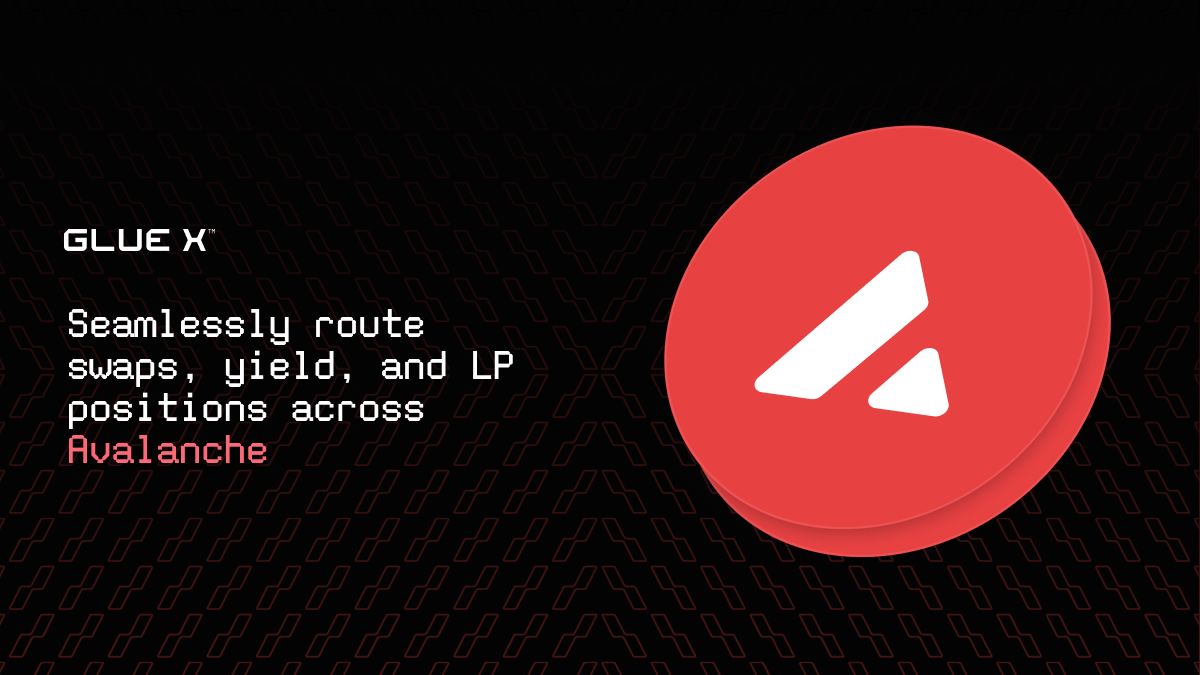 GLUE X™
Seamlessly route
swaps, yield, and LP
positions across
Avalanche